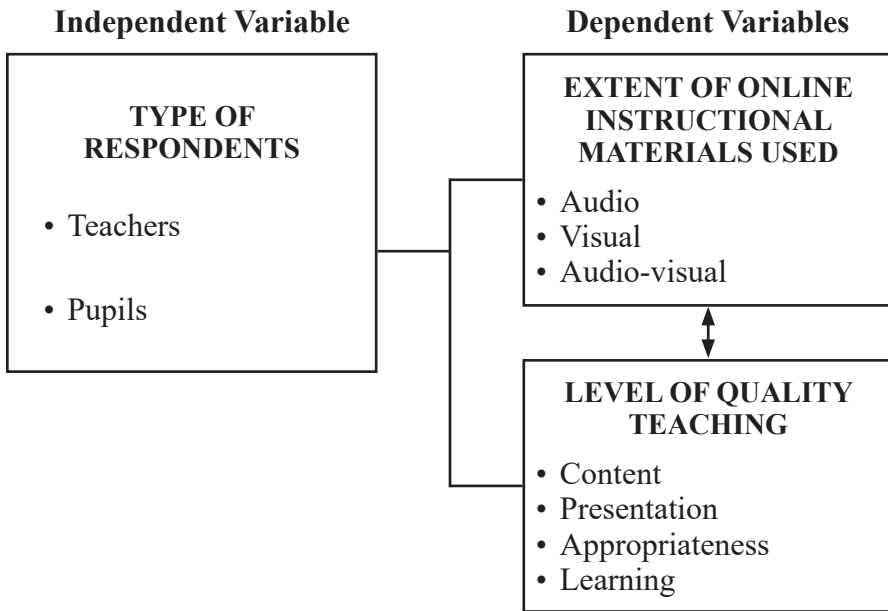 Independent Variable
TYPE OF
RESPONDENTS
• Teachers
• Pupils
Dependent Variables
EXTENT OF ONLINE
INSTRUCTIONAL
MATERIALS USED
• Audio
• Visual
• Audio-visual
LEVEL OF QUALITY
TEACHING
• Content
• Presentation
• Appropriateness
• Learning